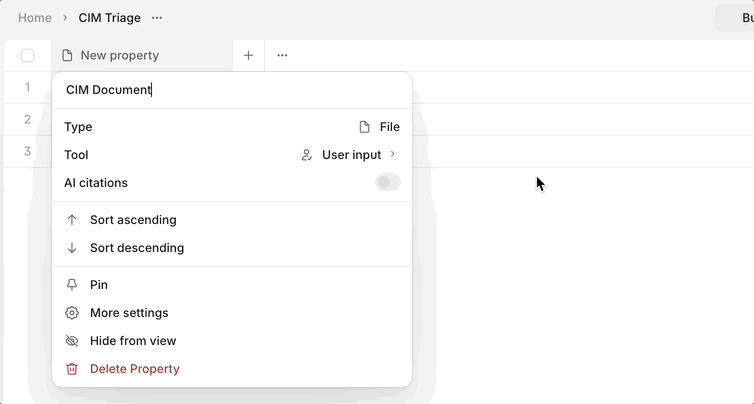 Home > CIM Triage ...
Bu
New property + ...
1
CIM Document
2
Type File
3
Tool User input >
AI citations
Sort ascending
Sort descending
Pin
More settings
Hide from view
Delete Property